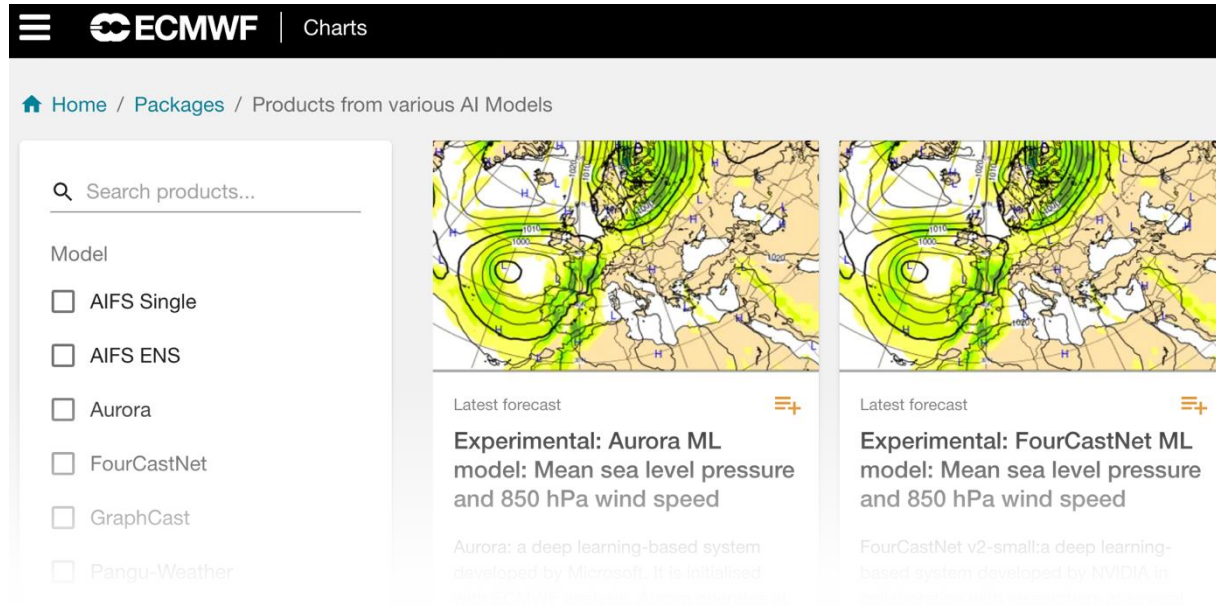 ECMWF | Charts
Home / Packages / Products from various AI Models
Search products...
Model
AIFS Single
AIFS ENS
Aurora
FourCastNet
GraphCast
Pangu-Weather
Latest forecast
Experimental: Aurora ML
model: Mean sea level pressure
and 850 hPa wind speed
Aurora: a deep learning-based system
developed by Microsoft. It is initialised
Latest forecast
Experimental: FourCastNet ML
model: Mean sea level pressure
and 850 hPa wind speed
FourCastNet v2-small:a deep learning-
based system developed by NVIDIA in